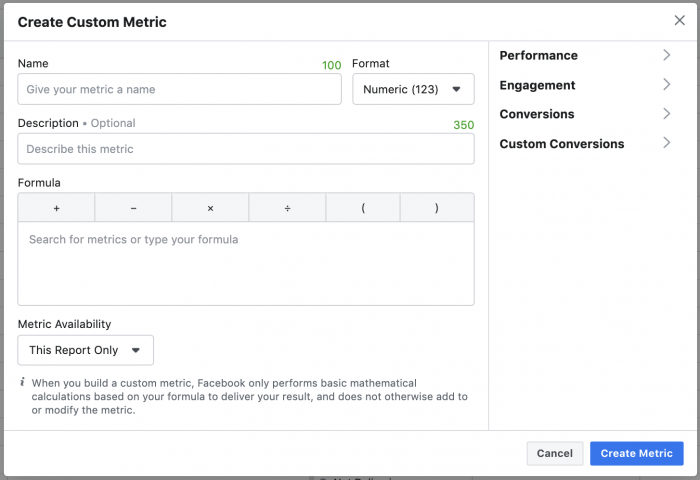 Create Custom Metric
Name
100
Format
Give your metric a name
Numeric (123)
Description • Optional
350
Describe this metric
Formula
+ − × ÷ ( )
Search for metrics or type your formula
Metric Availability
This Report Only
When you build a custom metric, Facebook only performs basic mathematical
calculations based on your formula to deliver your result, and does not otherwise add to
or modify the metric.
Performance
Engagement
Conversions
Custom Conversions
Cancel
Create Metric